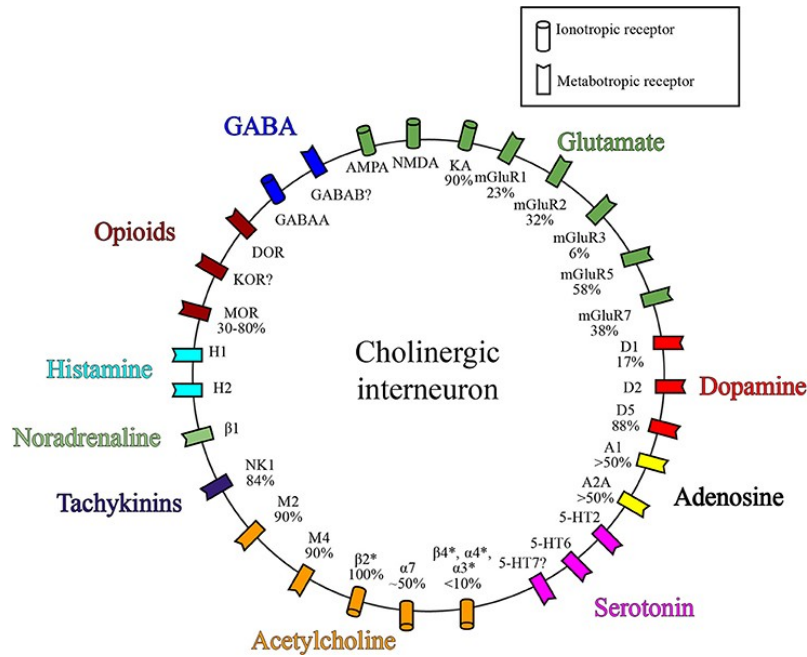 Ionotropic receptor
Metabotropic receptor
GABA
Glutamate
AMPA
NMDA
KA
90%
mGluR1
23%
mGluR2
32%
mGluR3
6%
mGluR5
58%
mGluR7
38%
GABAB?
GABAA
Opioids
DOR
KOR?
MOR
30-80%
Cholinergic
interneuron
D1
17%
D2
D5
88%
Dopamine
Histamine
H1
H2
Noradrenaline
β1
Tachykinins
NK1
84%
A1
>50%
A2A
>50%
Adenosine
M2
90%
M4
90%
β2*
100%
α7
~50%
β4*, α4*,
α3*
<10%
5-HT7?
5-HT6
5-HT2
Serotonin
Acetylcholine